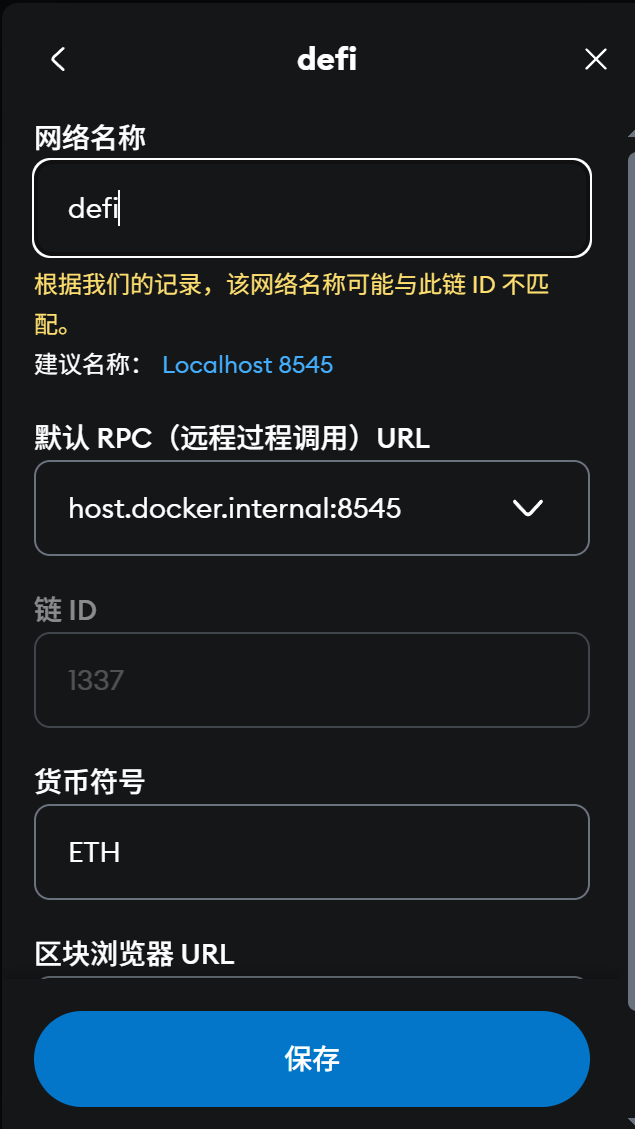 defi
网络名称
defi
根据我们的记录，该网络名称可能与此链 ID 不匹
配。
建议名称： Localhost 8545
默认 RPC（远程过程调用）URL
host.docker.internal:8545
链 ID
1337
货币符号
ETH
区块浏览器 URL
保存